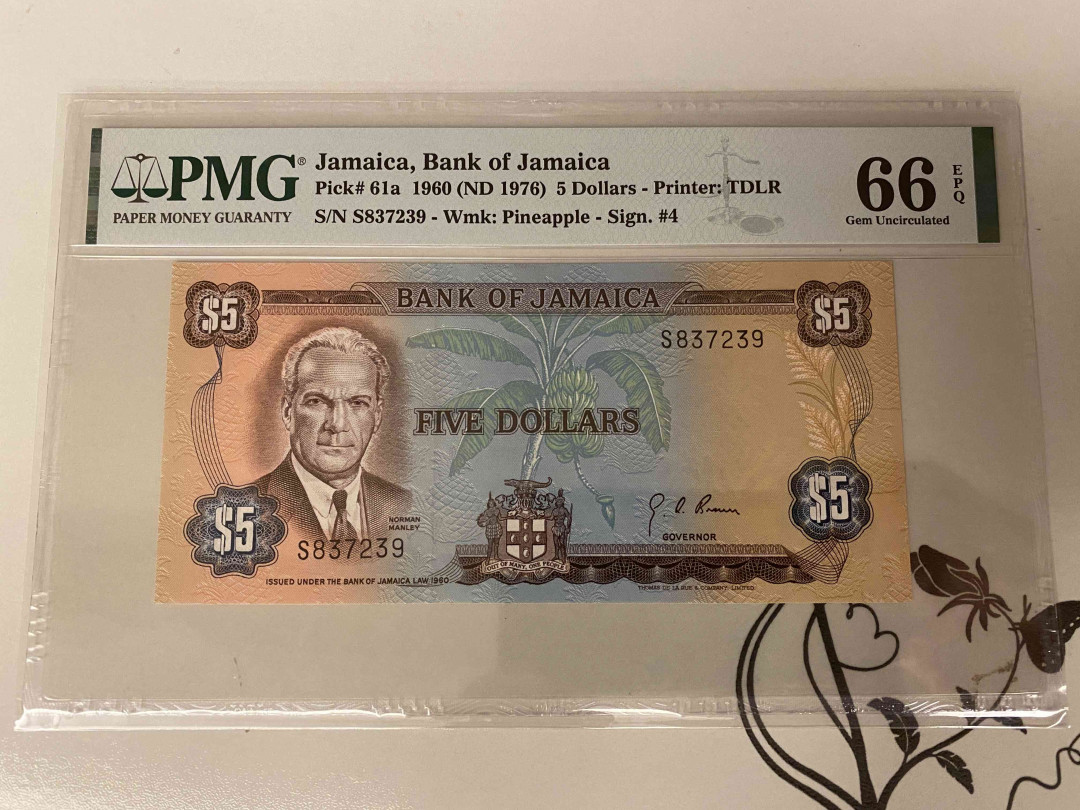 PMG®
PAPER MONEY GUARANTY
Jamaica, Bank of Jamaica
Pick# 61a 1960 (ND 1976) 5 Dollars - Printer: TDLR
S/N S837239 - Wmk: Pineapple - Sign. #4
66
EPQ
Gem Uncirculated
$5
BANK OF JAMAICA
$5
S837239
FIVE DOLLARS
NORMAN
MANLEY
$5
S837239
G. A. Brown
GOVERNOR
$5
OUT OF MANY, ONE PEOPLE
ISSUED UNDER THE BANK OF JAMAICA LAW 1960
THOMAS DE LA RUE & COMPANY, LIMITED